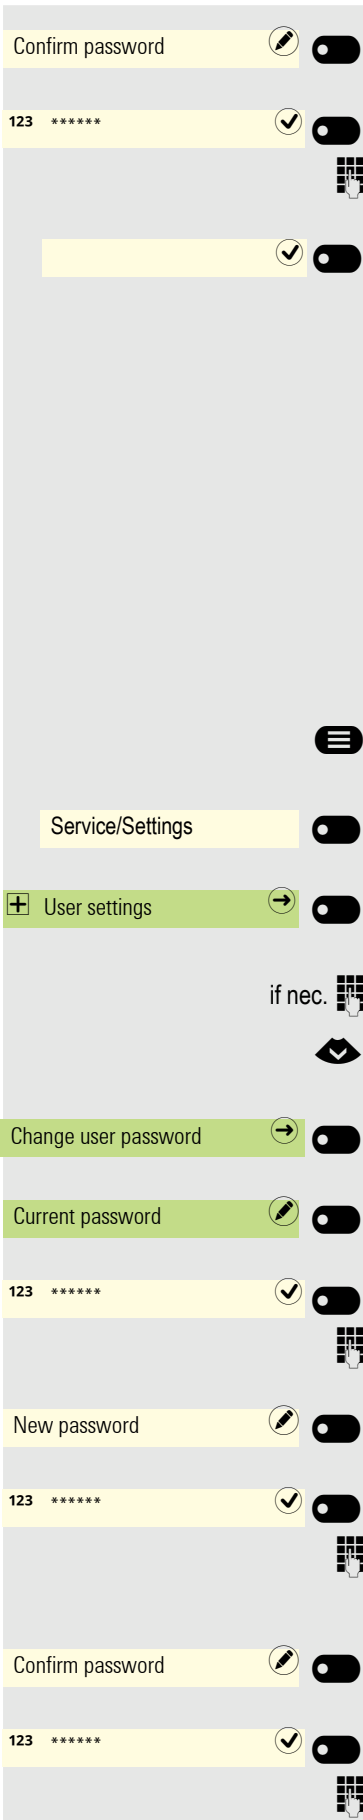 Confirm password
123 ******
Service/Settings
User settings
if nec.
Change user password
Current password
123 ******
New password
123 ******
Confirm password
123 ******